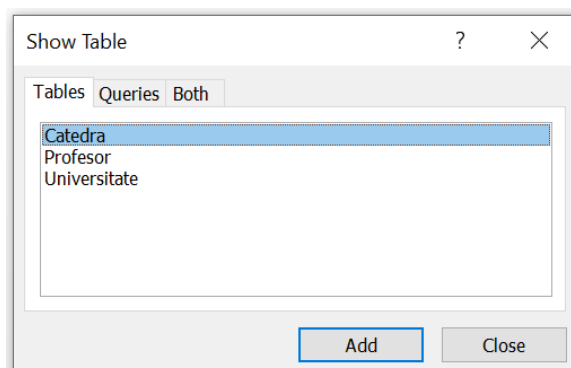 Show Table ?
Tables Queries Both
Catedra
Profesor
Universitate
Add Close